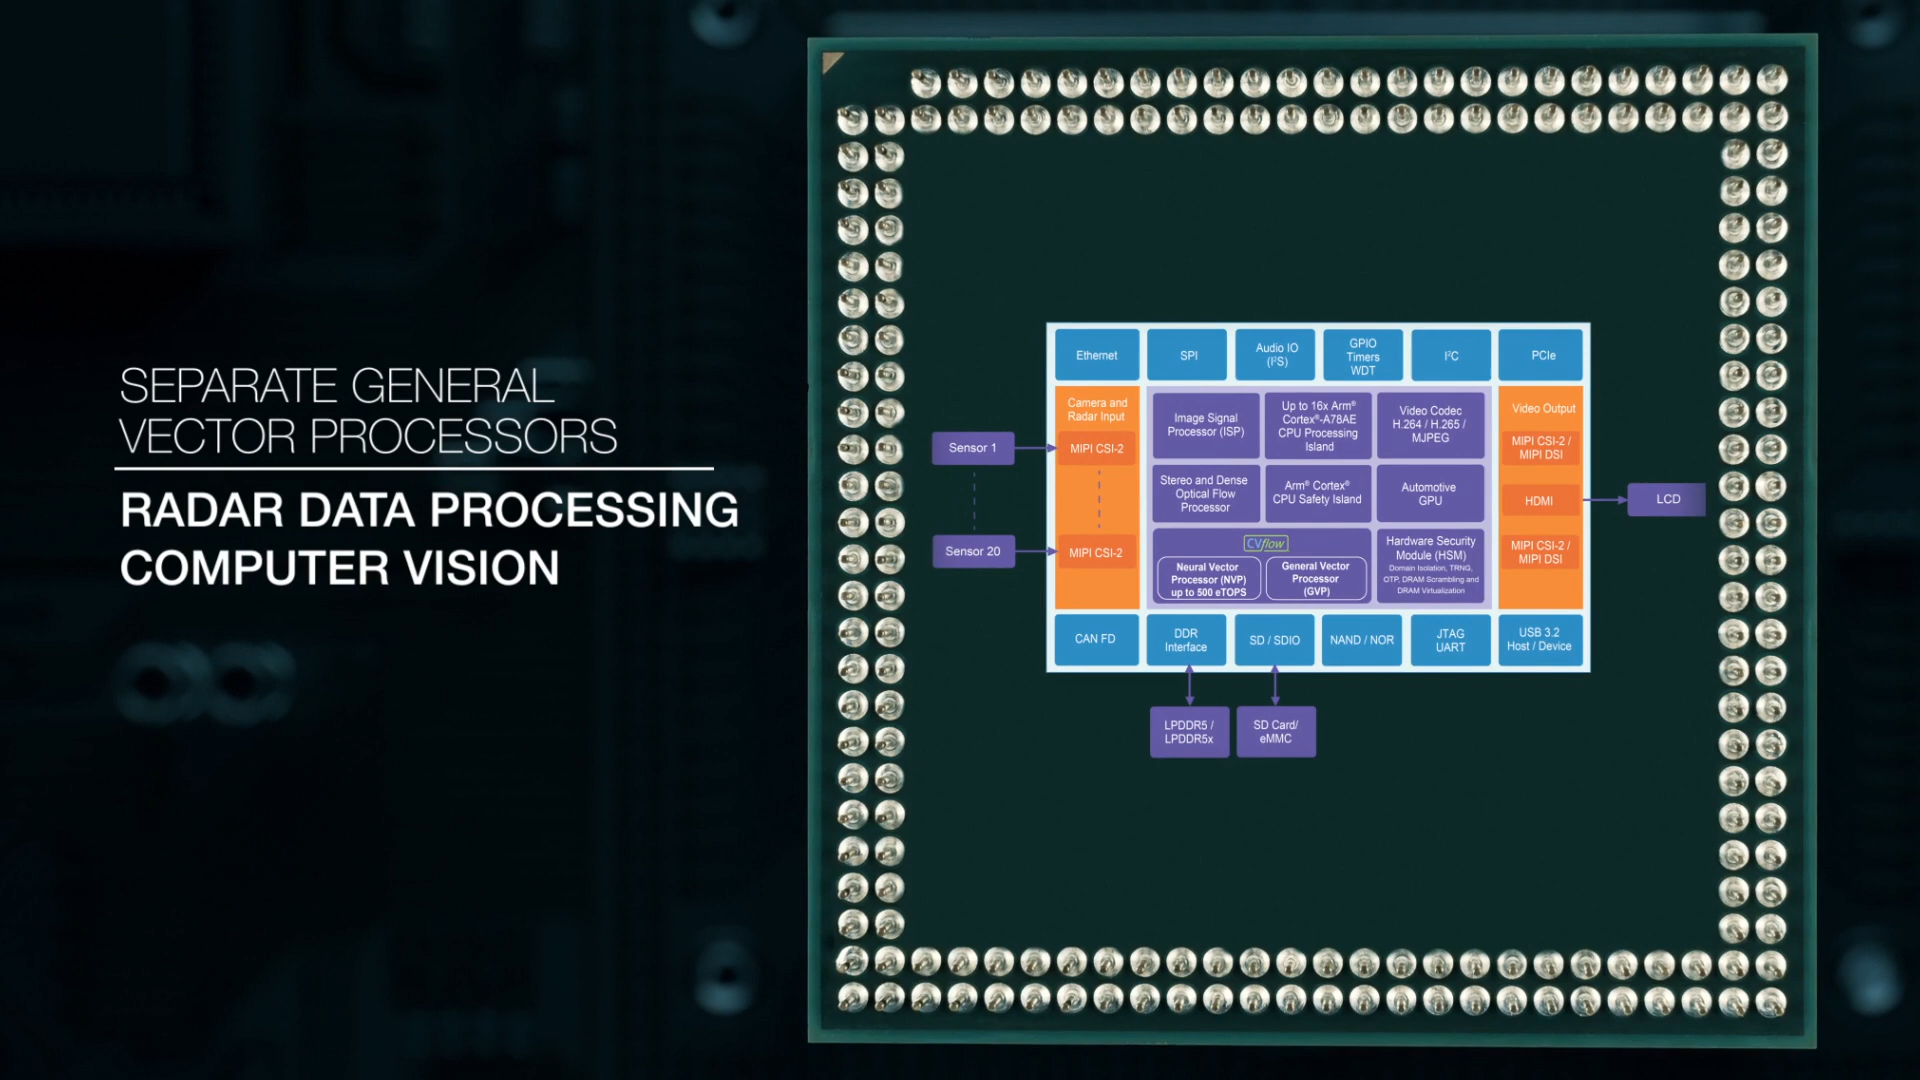 SEPARATE GENERAL
VECTOR PROCESSORS
RADAR DATA PROCESSING
COMPUTER VISION
Ethernet
SPI
Audio IO
(I²S)
GPIO
Timers
WDT
I²C
PCIe
Camera and
Radar Input
MIPI CSI-2
MIPI CSI-2
Sensor 1
Sensor 20
Image Signal
Processor (ISP)
Up to 16x Arm®
Cortex®-A78AE
CPU Processing
Island
Video Codec
H.264 / H.265 /
MJPEG
Stereo and Dense
Optical Flow
Processor
Arm® Cortex®
CPU Safety Island
Automotive
GPU
CVflow
Neural Vector
Processor (NVP)
up to 500 eTOPS
General Vector
Processor
(GVP)
Hardware Security
Module (HSM)
Domain Isolation, TRNG,
OTP, DRAM Scrambling and
DRAM Virtualization
Video Output
MIPI CSI-2 /
MIPI DSI
HDMI
MIPI CSI-2 /
MIPI DSI
LCD
CAN FD
DDR
Interface
SD / SDIO
NAND / NOR
JTAG
UART
USB 3.2
Host / Device
LPDDR5 /
LPDDR5x
SD Card/
eMMC